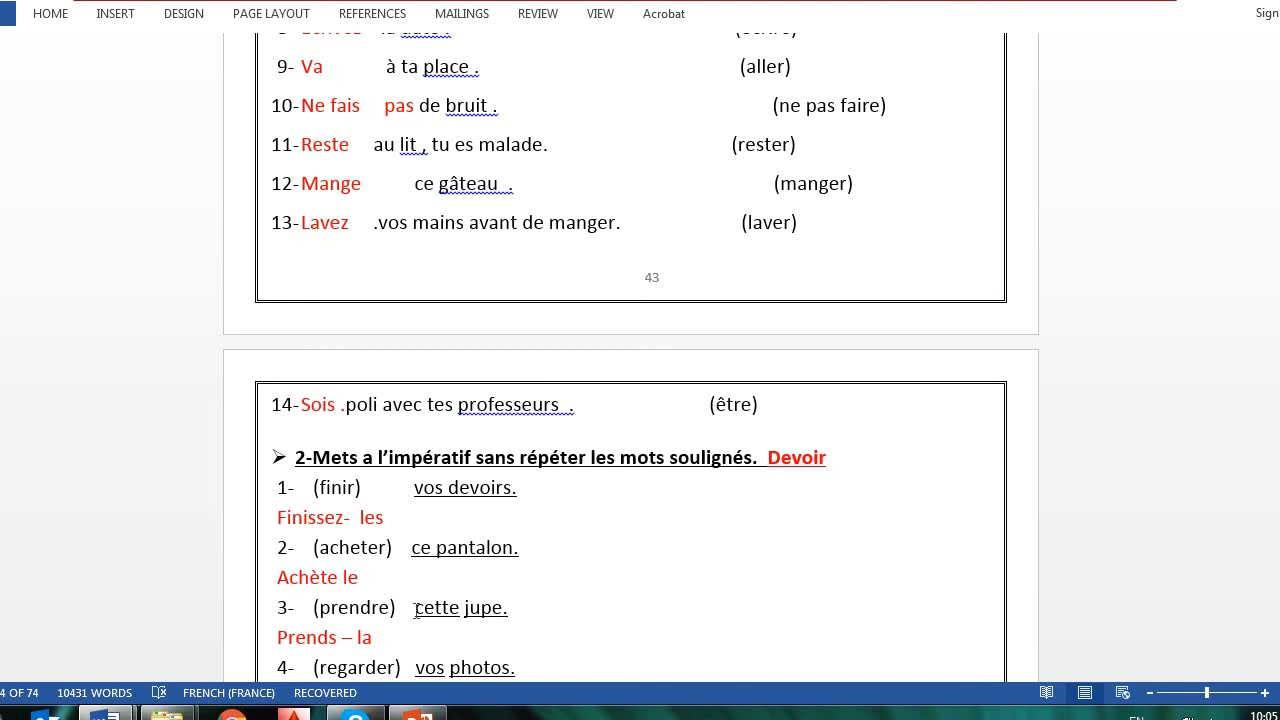 HOME INSERT DESIGN PAGE LAYOUT REFERENCES MAILINGS REVIEW VIEW Acrobat Sign
9- Va à ta place . (aller)
10-Ne fais pas de bruit . (ne pas faire)
11-Reste au lit , tu es malade. (rester)
12-Mange ce gâteau . (manger)
13-Lavez .vos mains avant de manger. (laver)
43
14-Sois .poli avec tes professeurs . (être)
2-Mets a l’impératif sans répéter les mots soulignés. Devoir
1- (finir) vos devoirs.
Finissez- les
2- (acheter) ce pantalon.
Achète le
3- (prendre) cette jupe.
Prends – la
4- (regarder) vos photos.
4 OF 74 10431 WORDS FRENCH (FRANCE) RECOVERED
10:05